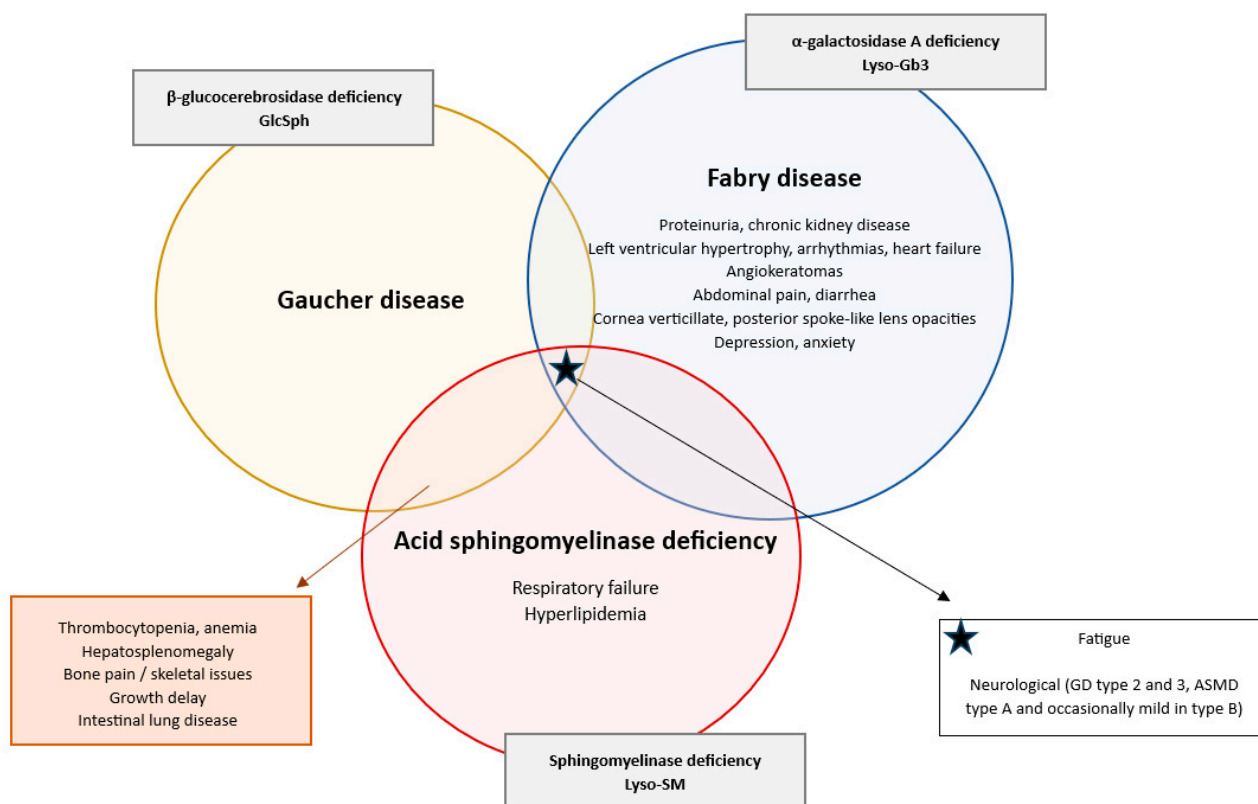 α-galactosidase A deficiency
Lyso-Gb3
β-glucocerebrosidase deficiency
GlcSph
Fabry disease
Proteinuria, chronic kidney disease
Left ventricular hypertrophy, arrhythmias, heart failure
Angiokeratomas
Abdominal pain, diarrhea
Cornea verticillate, posterior spoke-like lens opacities
Depression, anxiety
Gaucher disease
Acid sphingomyelinase deficiency
Respiratory failure
Hyperlipidemia
Thrombocytopenia, anemia
Hepatosplenomegaly
Bone pain / skeletal issues
Growth delay
Intestinal lung disease
Fatigue
Neurological (GD type 2 and 3, ASMD
type A and occasionally mild in type B)
Sphingomyelinase deficiency
Lyso-SM